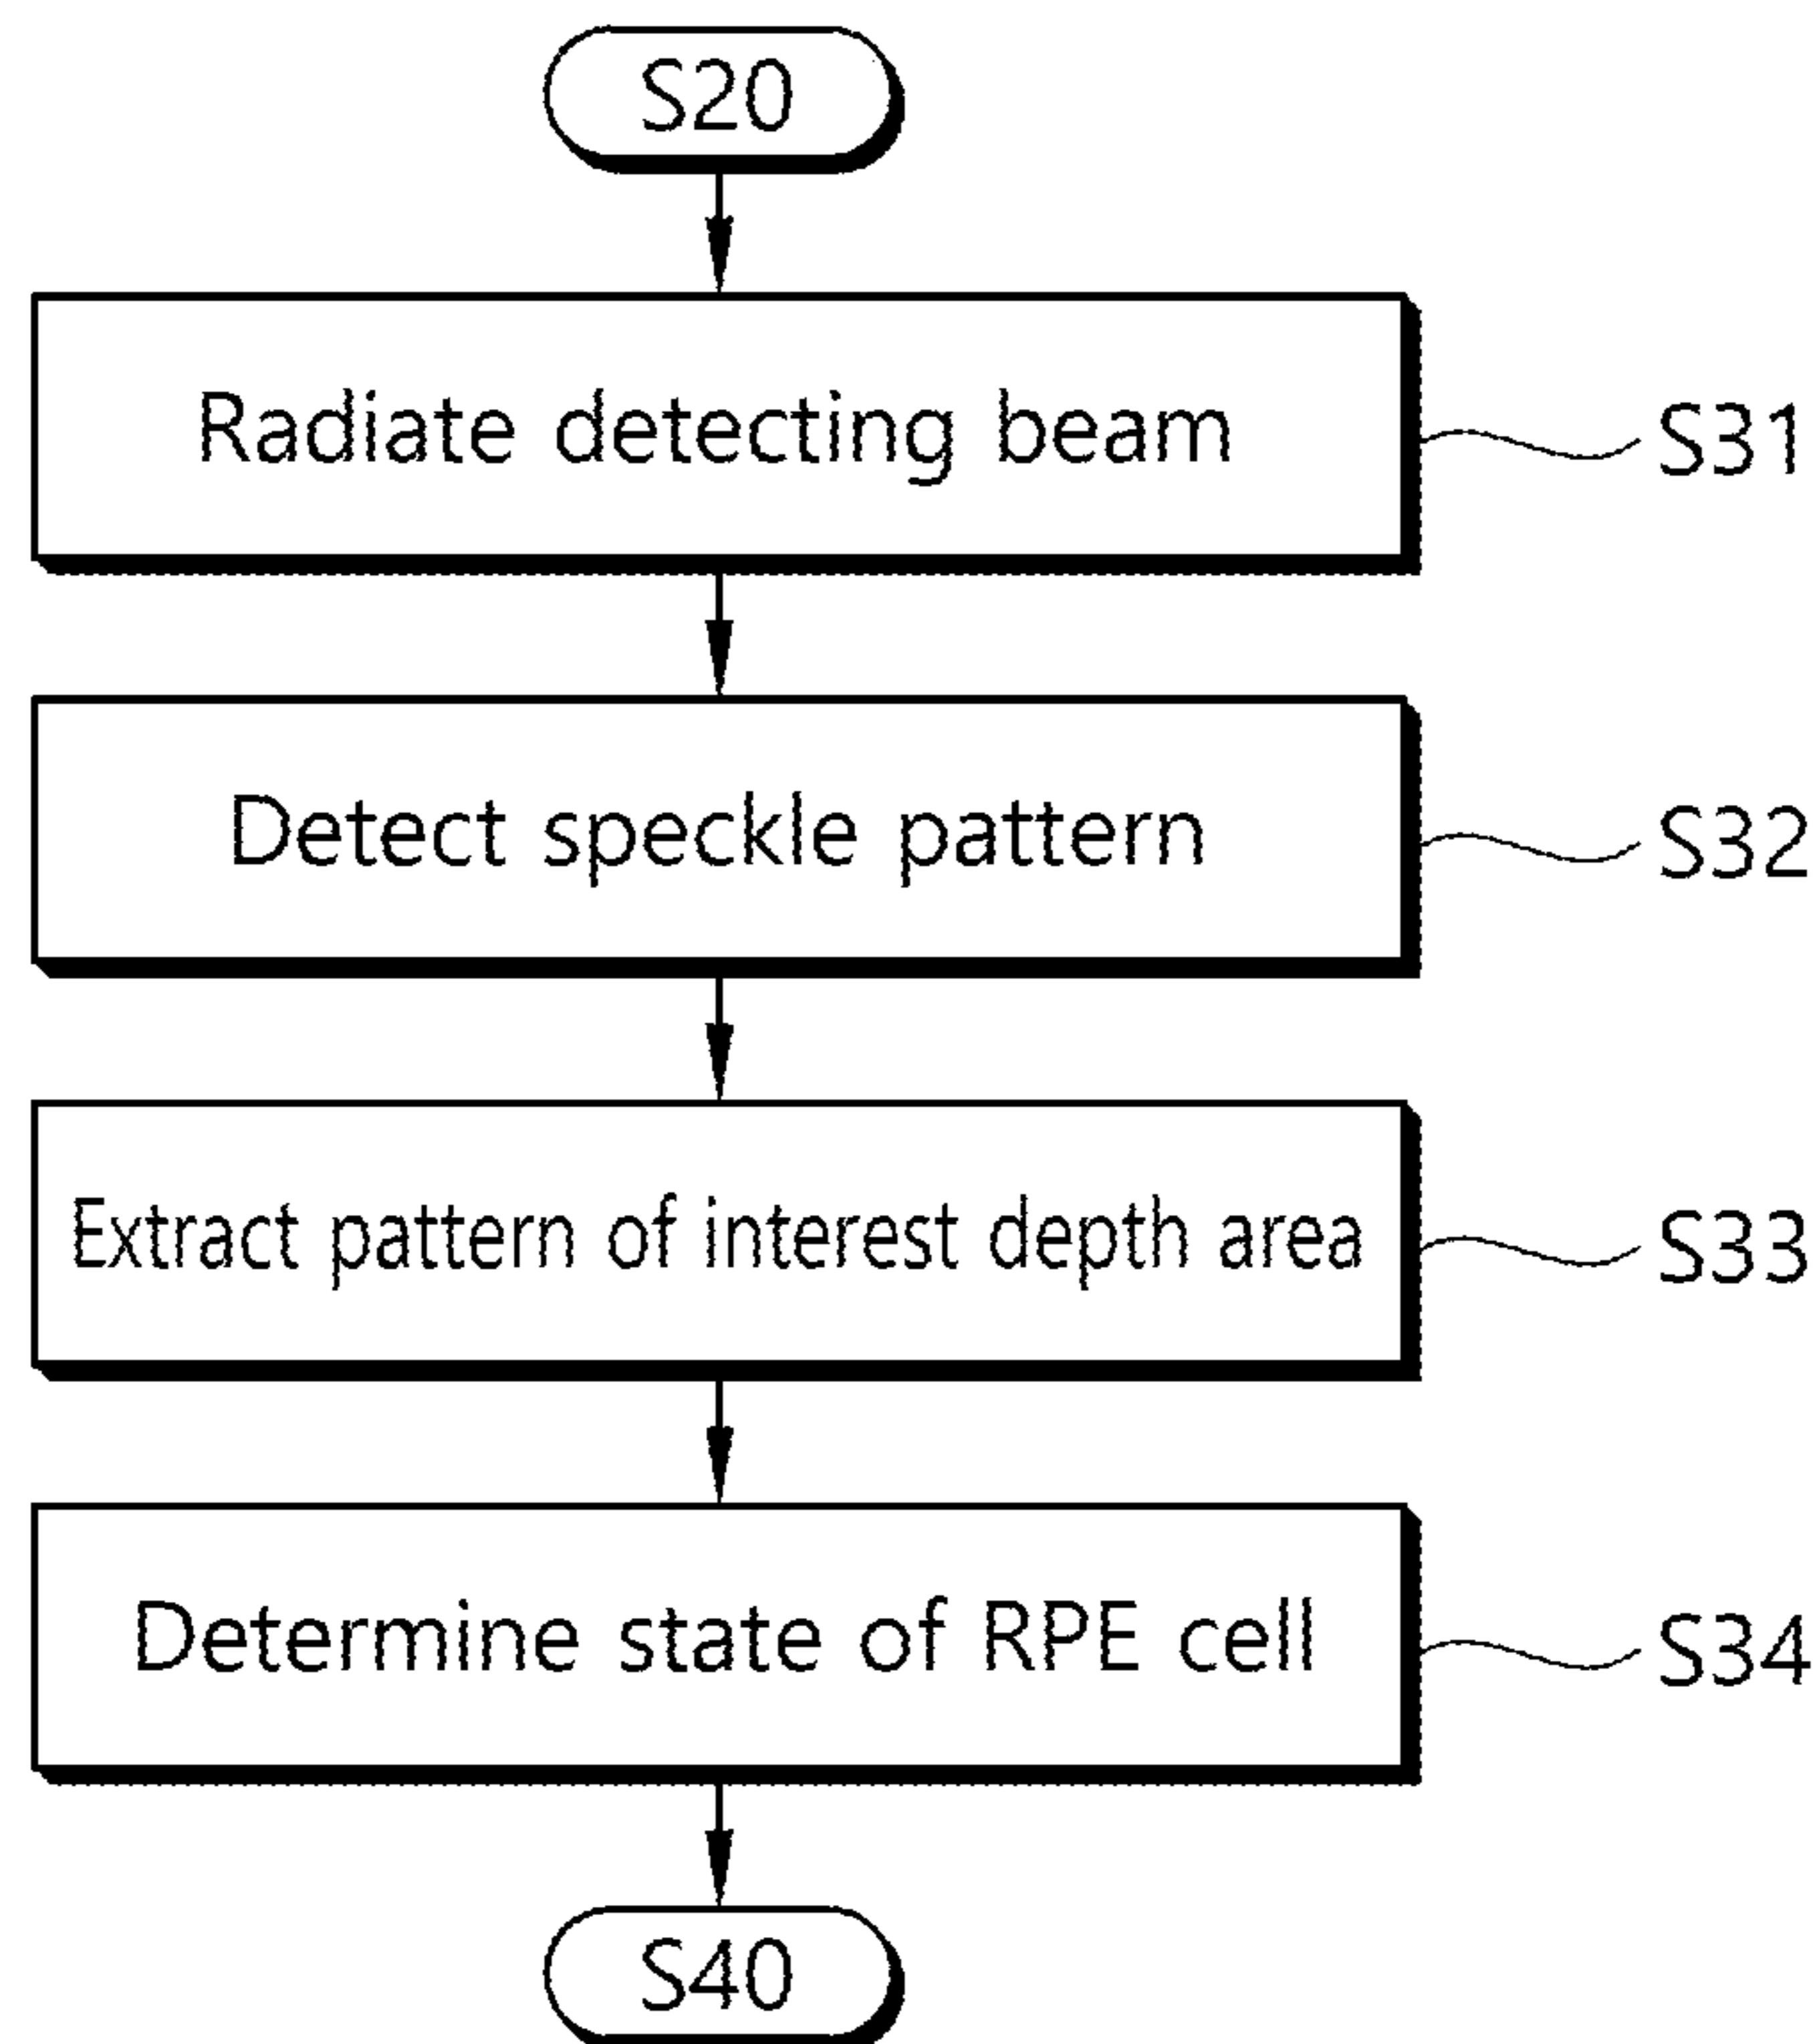 S20
Radiate detecting beam
S31
Detect speckle pattern
S32
Extract pattern of interest depth area
S33
Determine state of RPE cell
S34
S40